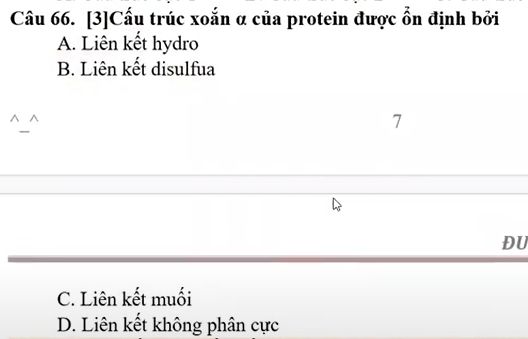 Câu 66. [3]Cấu trúc xoắn α của protein được ổn định bởi
A. Liên kết hydro
B. Liên kết disulfua
^_^
7
ĐU
C. Liên kết muối
D. Liên kết không phân cực